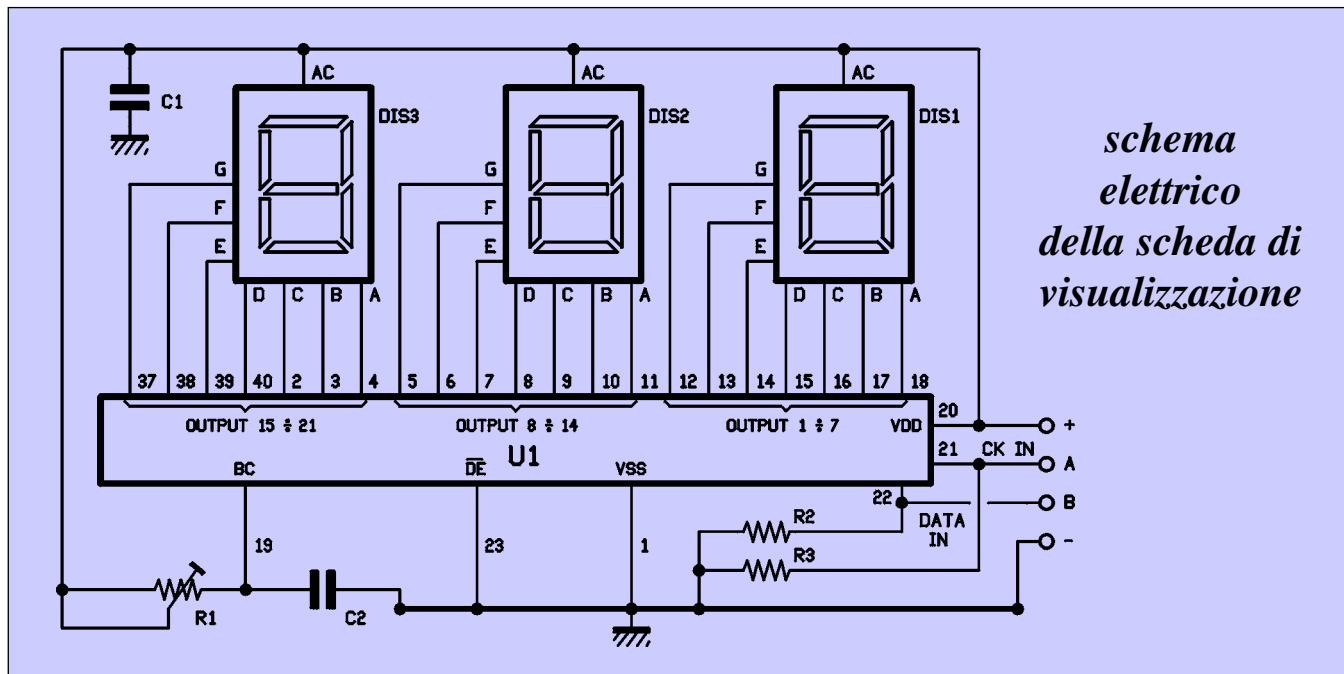 AC AC AC
C1 DIS3 DIS2 DIS1
schema
elettrico
della scheda di
visualizzazione
G G G
F F F
E E E
D C B A D C B A D C B A
37 38 39 40 2 3 4 5 6 7 8 9 10 11 12 13 14 15 16 17 18
OUTPUT 15 ÷ 21 OUTPUT 8 ÷ 14 OUTPUT 1 ÷ 7 VDD
20 +
21 CK IN A
BC DE U1 VSS
22 B
DATA
IN
-
R2
R3
19 23 1
R1 C2